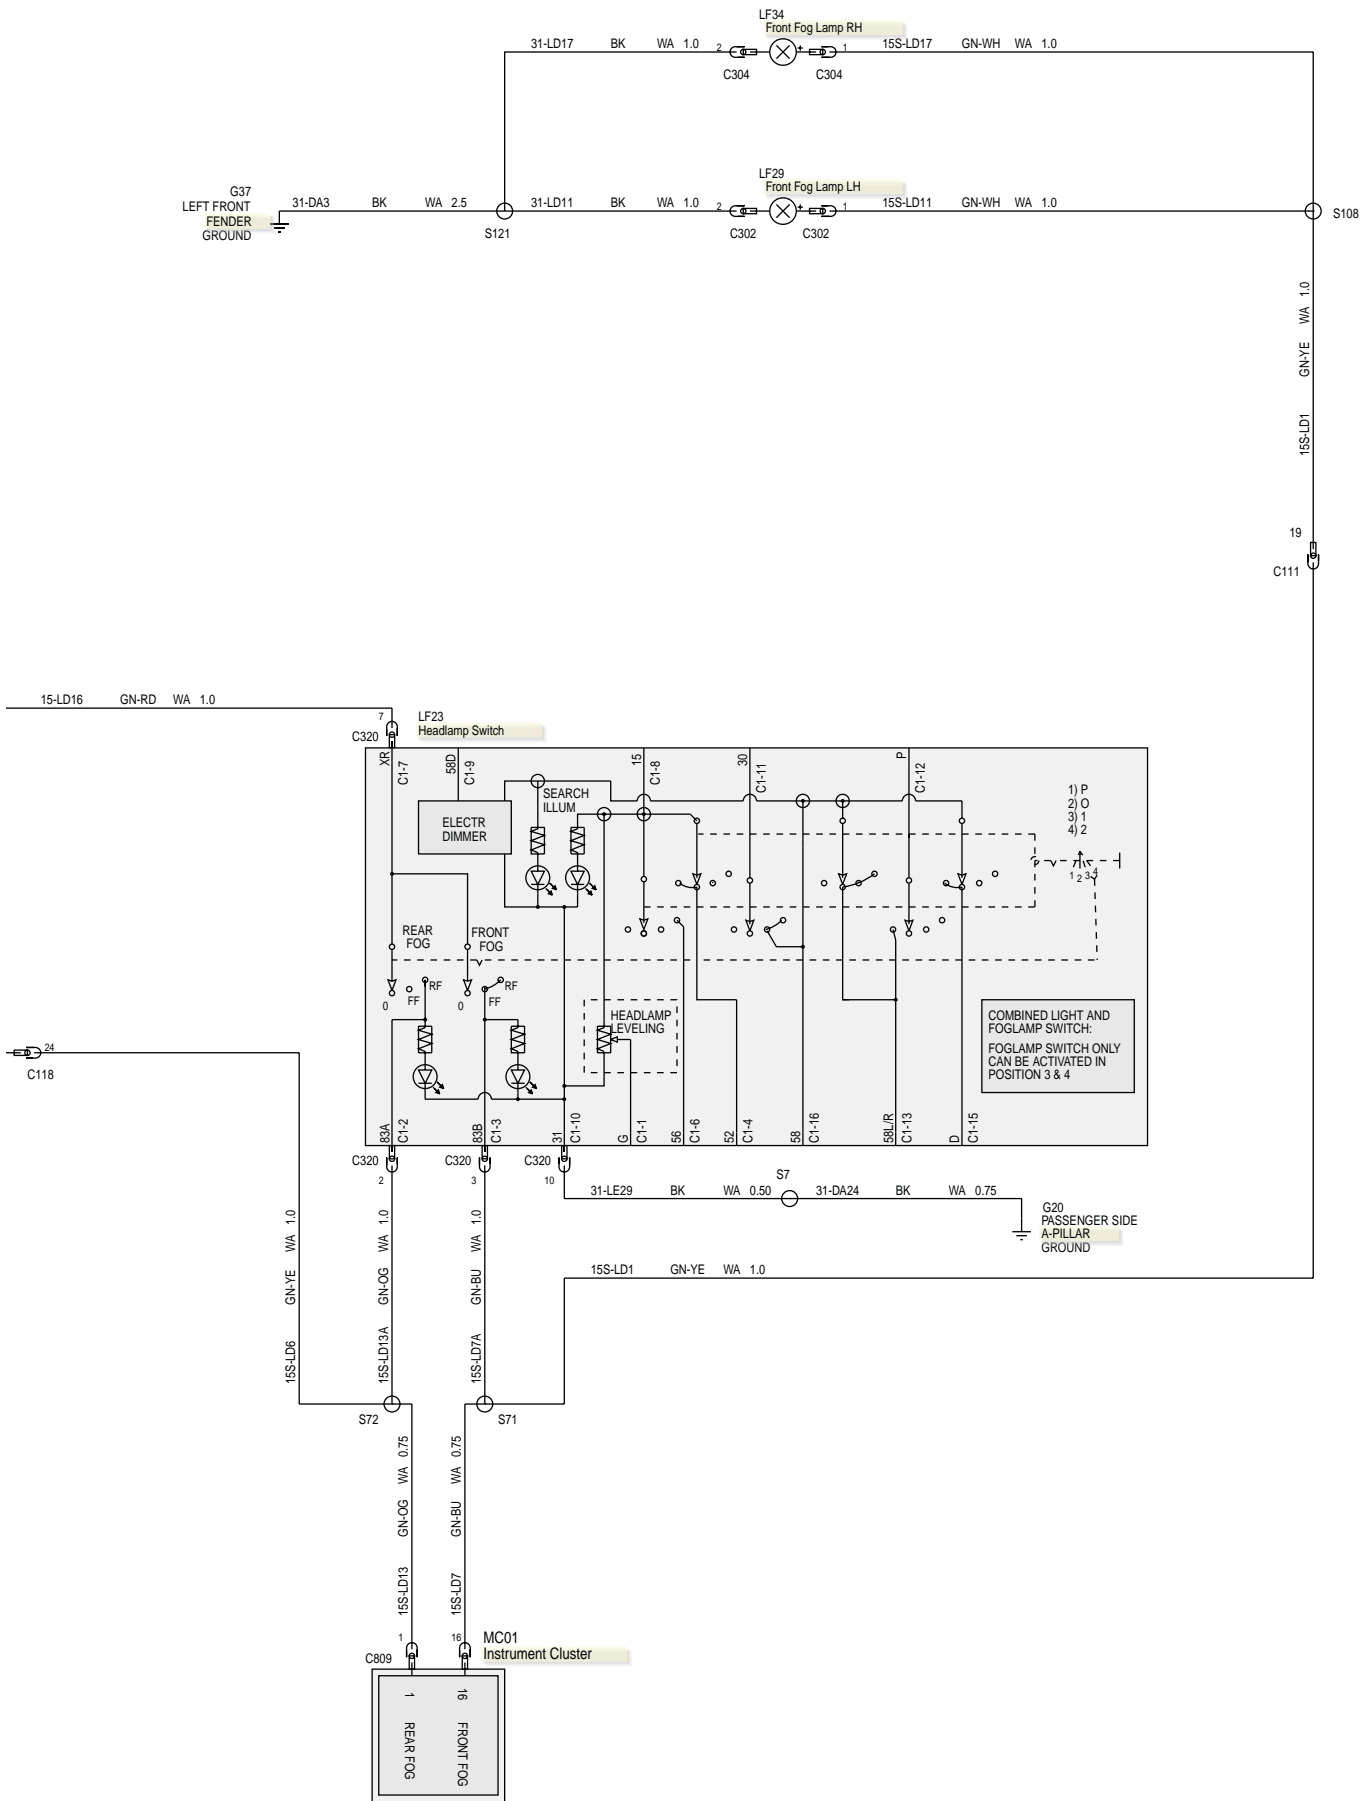 LF34
Front Fog Lamp RH
31-LD17 BK WA 1.0 2
1 15S-LD17 GN-WH WA 1.0
C304 C304
LF29
Front Fog Lamp LH
G37
LEFT FRONT
FENDER
GROUND
31-DA3 BK WA 2.5
31-LD11 BK WA 1.0 2
1 15S-LD11 GN-WH WA 1.0
S108
S121
C302 C302
15S-LD1 GN-YE WA 1.0
19
C111
15-LD16 GN-RD WA 1.0
7
C320
LF23
Headlamp Switch
XR
C1-7
58D
C1-9
15
C1-8
30
C1-11
P
C1-12
SEARCH
ILLUM
ELECTR
DIMMER
1) P
2) O
3) 1
4) 2
1 2 3 4
REAR
FOG
FRONT
FOG
0 FF RF
0 FF RF
HEADLAMP
LEVELING
COMBINED LIGHT AND
FOGLAMP SWITCH:
FOGLAMP SWITCH ONLY
CAN BE ACTIVATED IN
POSITION 3 & 4
24
C118
83A
C1-2
83B
C1-3
31
C1-10
G
C1-1
56
C1-6
52
C1-4
58
C1-16
58L/R
C1-13
D
C1-15
C320 C320 C320
2 3 10
S7
31-LE29 BK WA 0.50
31-DA24 BK WA 0.75
G20
PASSENGER SIDE
A-PILLAR
GROUND
15S-LD6 GN-YE WA 1.0
15S-LD13A GN-OG WA 1.0
15S-LD7A GN-BU WA 1.0
15S-LD1 GN-YE WA 1.0
S72
S71
15S-LD13 GN-OG WA 0.75
15S-LD7 GN-BU WA 0.75
1 16
MC01
Instrument Cluster
C809
1 REAR FOG
16 FRONT FOG